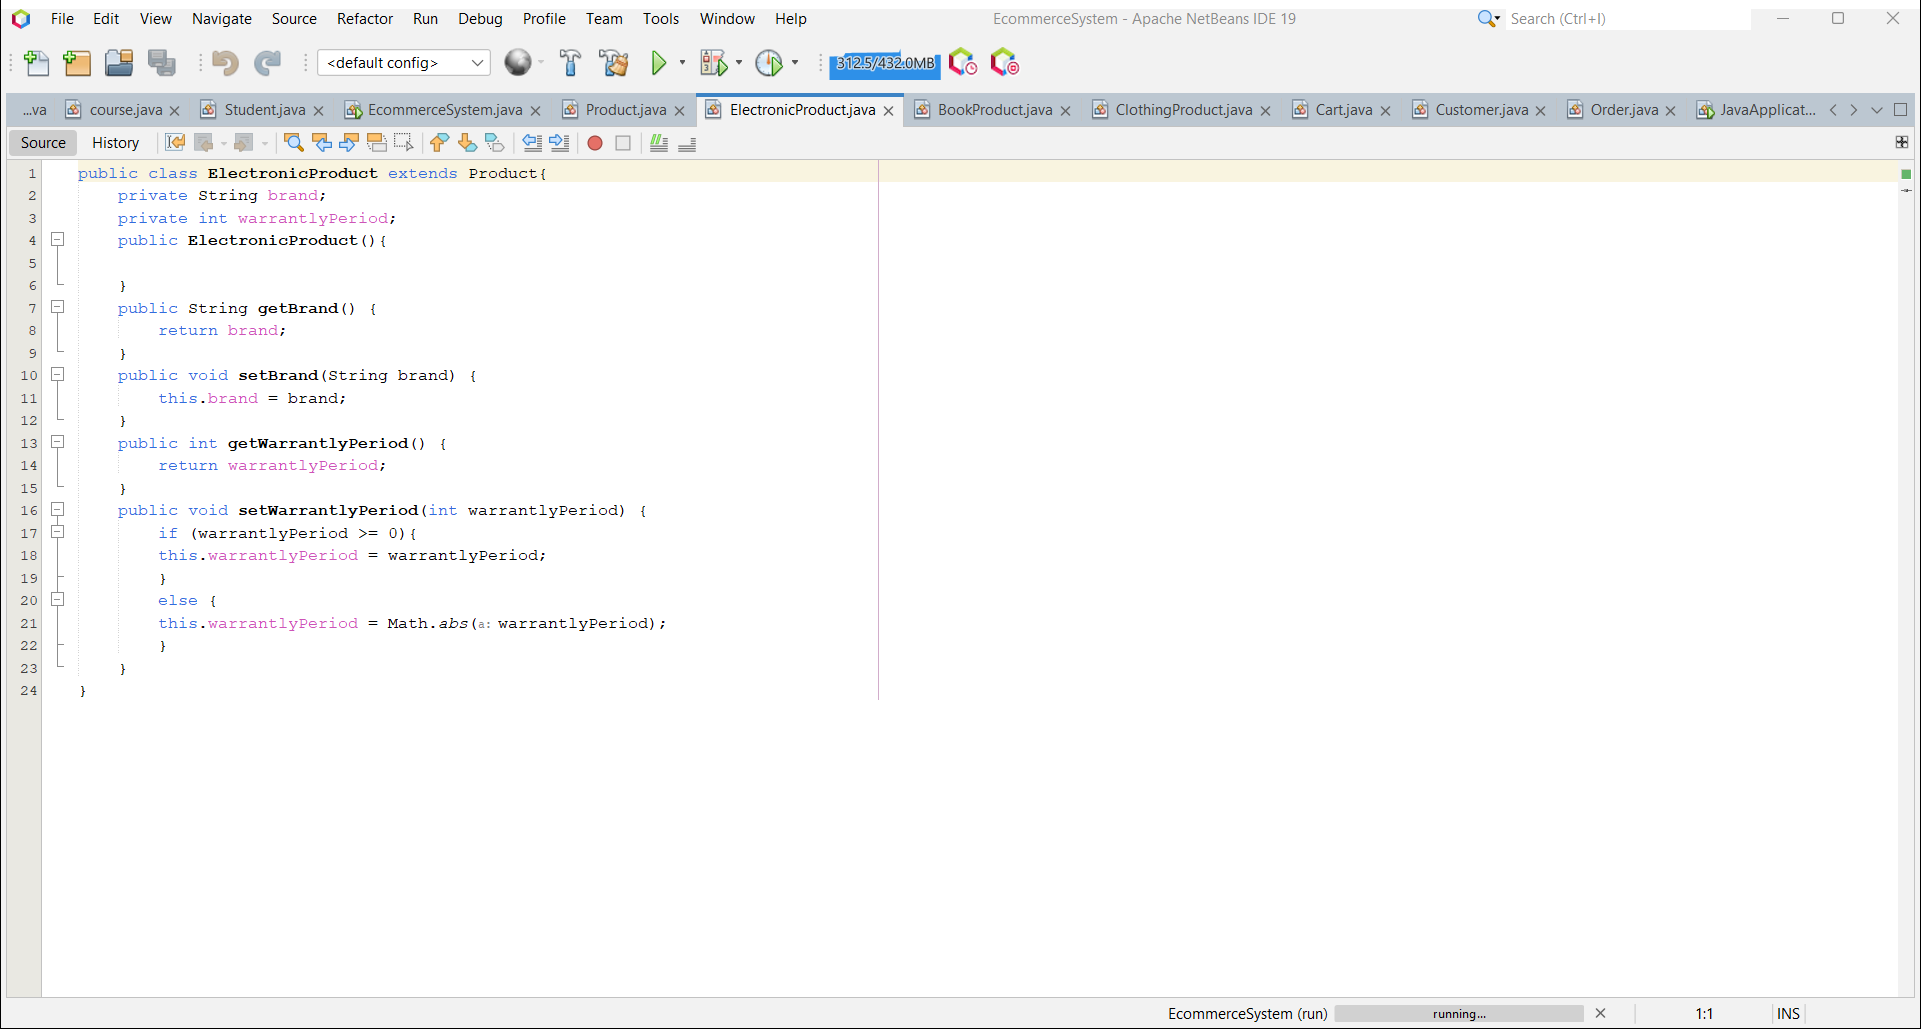 File Edit View Navigate Source Refactor Run Debug Profile Team Tools Window Help EcommerceSystem - Apache NetBeans IDE 19 Search (Ctrl+I)
<default config> 312.5/432.0MB
...va course.java Student.java EcommerceSystem.java Product.java ElectronicProduct.java BookProduct.java ClothingProduct.java Cart.java Customer.java Order.java JavaApplicat...
Source History
1 public class ElectronicProduct extends Product{
2 private String brand;
3 private int warrantlyPeriod;
4 public ElectronicProduct(){
5
6 }
7 public String getBrand() {
8 return brand;
9 }
10 public void setBrand(String brand) {
11 this.brand = brand;
12 }
13 public int getWarrantlyPeriod() {
14 return warrantlyPeriod;
15 }
16 public void setWarrantlyPeriod(int warrantlyPeriod) {
17 if (warrantlyPeriod >= 0){
18 this.warrantlyPeriod = warrantlyPeriod;
19 }
20 else {
21 this.warrantlyPeriod = Math.abs(a: warrantlyPeriod);
22 }
23 }
24 }
EcommerceSystem (run) running... 1:1 INS